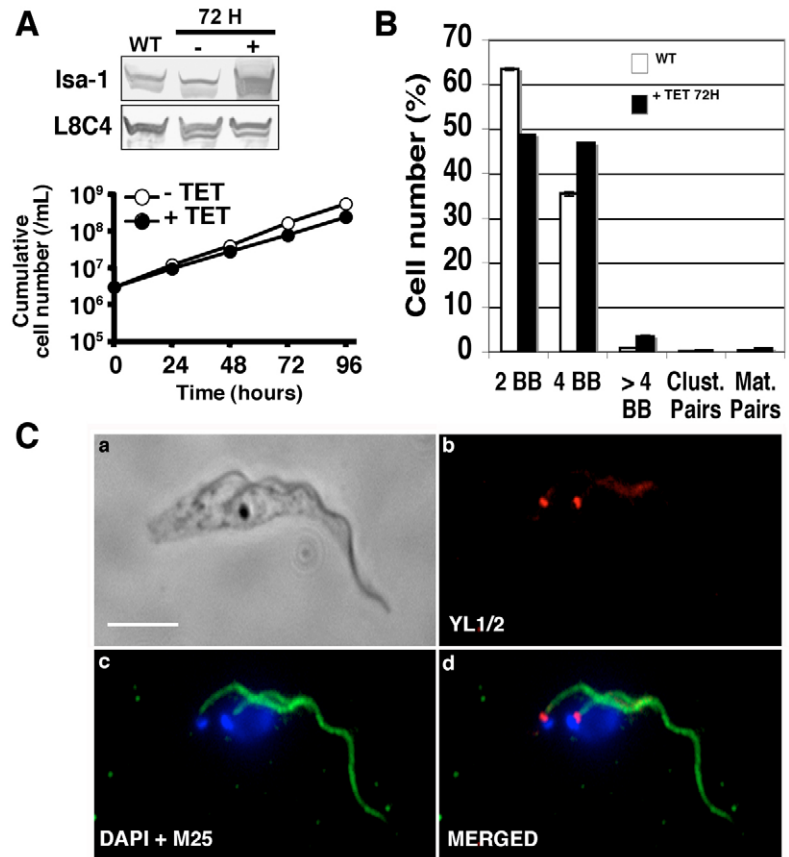 A
72 H
WT - +
Isa-1
L8C4
10⁹
10⁸
10⁷
10⁶
10⁵
- TET
+ TET
Cumulative
cell number (/mL)
0 24 48 72 96
Time (hours)
B
70
60
50
40
30
20
10
0
WT
+ TET 72H
Cell number (%)
2 BB 4 BB > 4 BB Clust. Pairs Mat. Pairs
C
a
b
YL1/2
c
DAPI + M25
d
MERGED